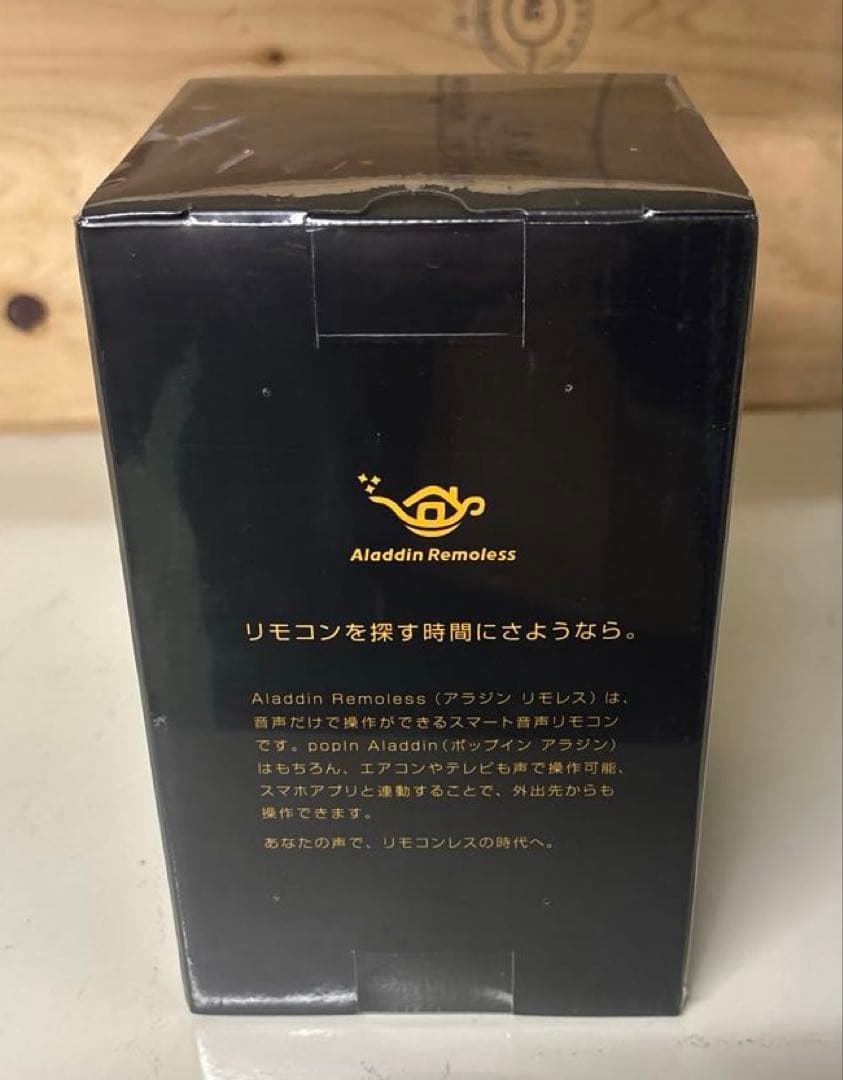 Aladdin Remoless
リモコンを探す時間にさようなら。
Aladdin Remoless（アラジン リモレス）は、
音声だけで操作ができるスマート音声リモコン
です。popIn Aladdin（ポップイン アラジン）
はもちろん、エアコンやテレビも声で操作可能、
スマホアプリと連動することで、外出先からも
操作できます。
あなたの声で、リモコンレスの時代へ。